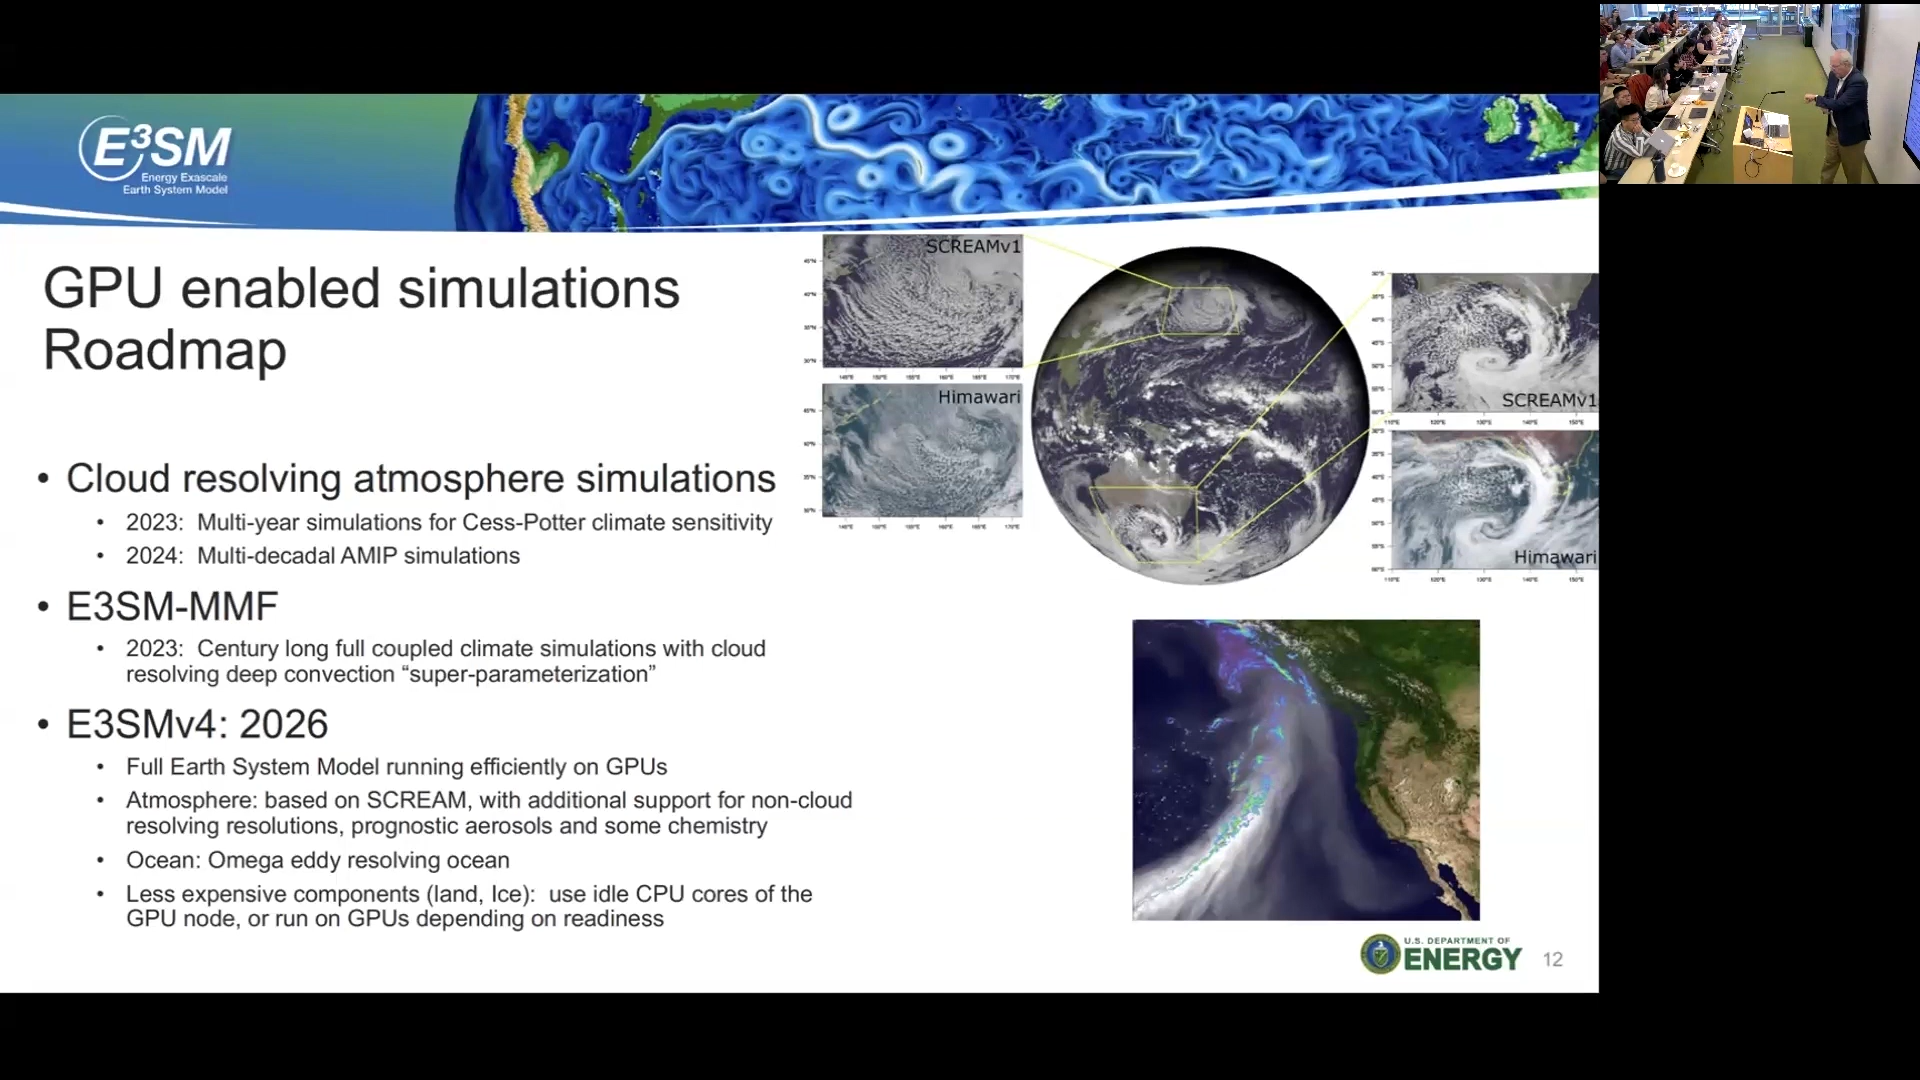 E³SM
Energy Exascale
Earth System Model
GPU enabled simulations
Roadmap
• Cloud resolving atmosphere simulations
• 2023: Multi-year simulations for Cess-Potter climate sensitivity
• 2024: Multi-decadal AMIP simulations
• E3SM-MMF
• 2023: Century long full coupled climate simulations with cloud
resolving deep convection “super-parameterization”
• E3SMv4: 2026
• Full Earth System Model running efficiently on GPUs
• Atmosphere: based on SCREAM, with additional support for non-cloud
resolving resolutions, prognostic aerosols and some chemistry
• Ocean: Omega eddy resolving ocean
• Less expensive components (land, Ice): use idle CPU cores of the
GPU node, or run on GPUs depending on readiness
SCREAMv1
Himawari
SCREAMv1
Himawari
U.S. DEPARTMENT OF
ENERGY
12